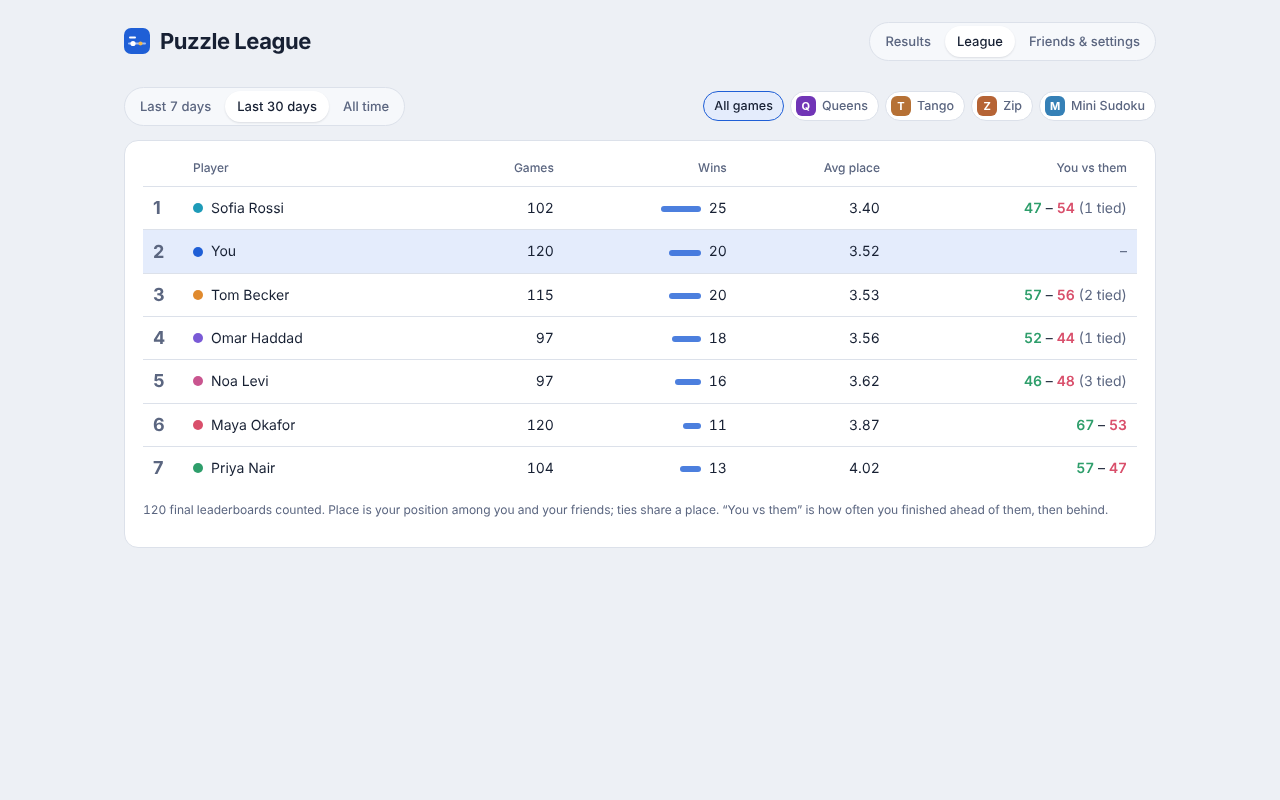 Puzzle League
Results League Friends & settings
Last 7 days Last 30 days All time
All games Q Queens T Tango Z Zip M Mini Sudoku
Player Games Wins Avg place You vs them
1 Sofia Rossi 102 25 3.40 47 – 54 (1 tied)
2 You 120 20 3.52 –
3 Tom Becker 115 20 3.53 57 – 56 (2 tied)
4 Omar Haddad 97 18 3.56 52 – 44 (1 tied)
5 Noa Levi 97 16 3.62 46 – 48 (3 tied)
6 Maya Okafor 120 11 3.87 67 – 53
7 Priya Nair 104 13 4.02 57 – 47
120 final leaderboards counted. Place is your position among you and your friends; ties share a place. “You vs them” is how often you finished ahead of them, then behind.